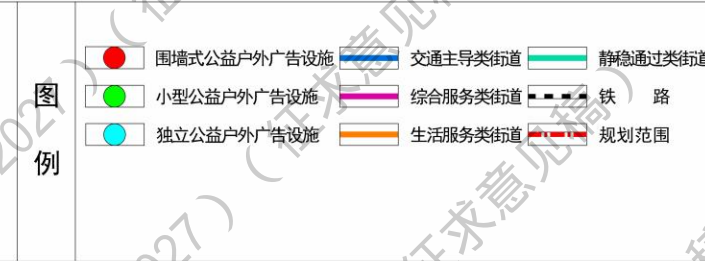 图例
围墙式公益户外广告设施 交通主导类街道 静稳通过类街道
小型公益户外广告设施 综合服务类街道 铁 路
独立公益户外广告设施 生活服务类街道 规划范围
2027）（征求意见稿）
027）（征求意见稿）